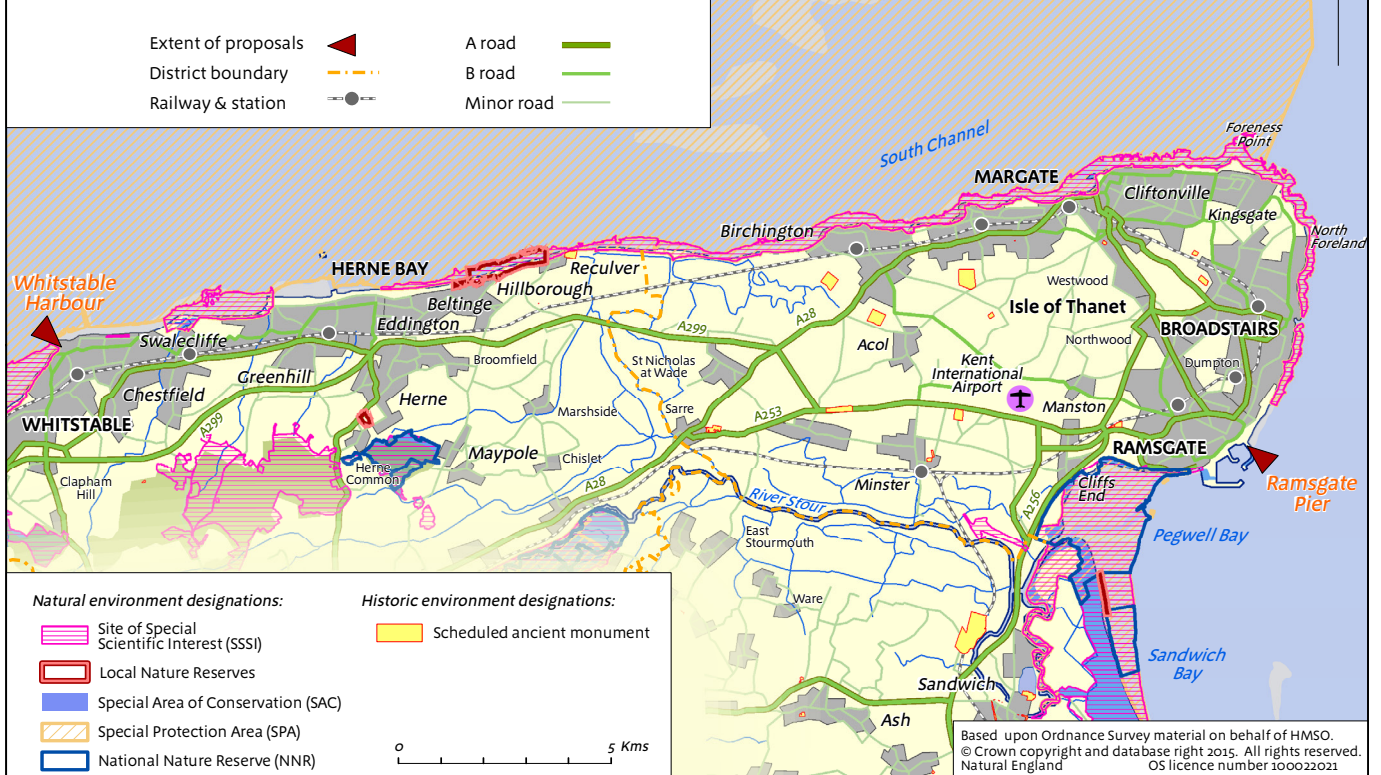 Extent of proposals
District boundary
Railway & station
A road
B road
Minor road
South Channel
Foreness
Point
MARGATE
Cliftonville
Kingsgate
North
Foreland
Birchington
HERNE BAY
Reculver
Hillborough
Beltinge
Eddington
Whitstable
Harbour
Swalecliffe
Westwood
Isle of Thanet
BROADSTAIRS
Northwood
Dumpton
A299
A28
Acol
Kent
International
Airport
Manston
Broomfield
St Nicholas
at Wade
Greenhill
Chestfield
Herne
Marshside
Sarre
A253
WHITSTABLE
A299
RAMSGATE
Maypole
Chislet
Herne
Common
Clapham
Hill
A28
Minster
Cliffs
End
Ramsgate
Pier
A256
River Stour
East
Stourmouth
Pegwell Bay
Ware
Sandwich
Bay
Sandwich
Ash
Natural environment designations:
Site of Special
Scientific Interest (SSSI)
Local Nature Reserves
Special Area of Conservation (SAC)
Special Protection Area (SPA)
National Nature Reserve (NNR)
Historic environment designations:
Scheduled ancient monument
0 5 Kms
Based upon Ordnance Survey material on behalf of HMSO.
© Crown copyright and database right 2015. All rights reserved.
Natural England OS licence number 100022021